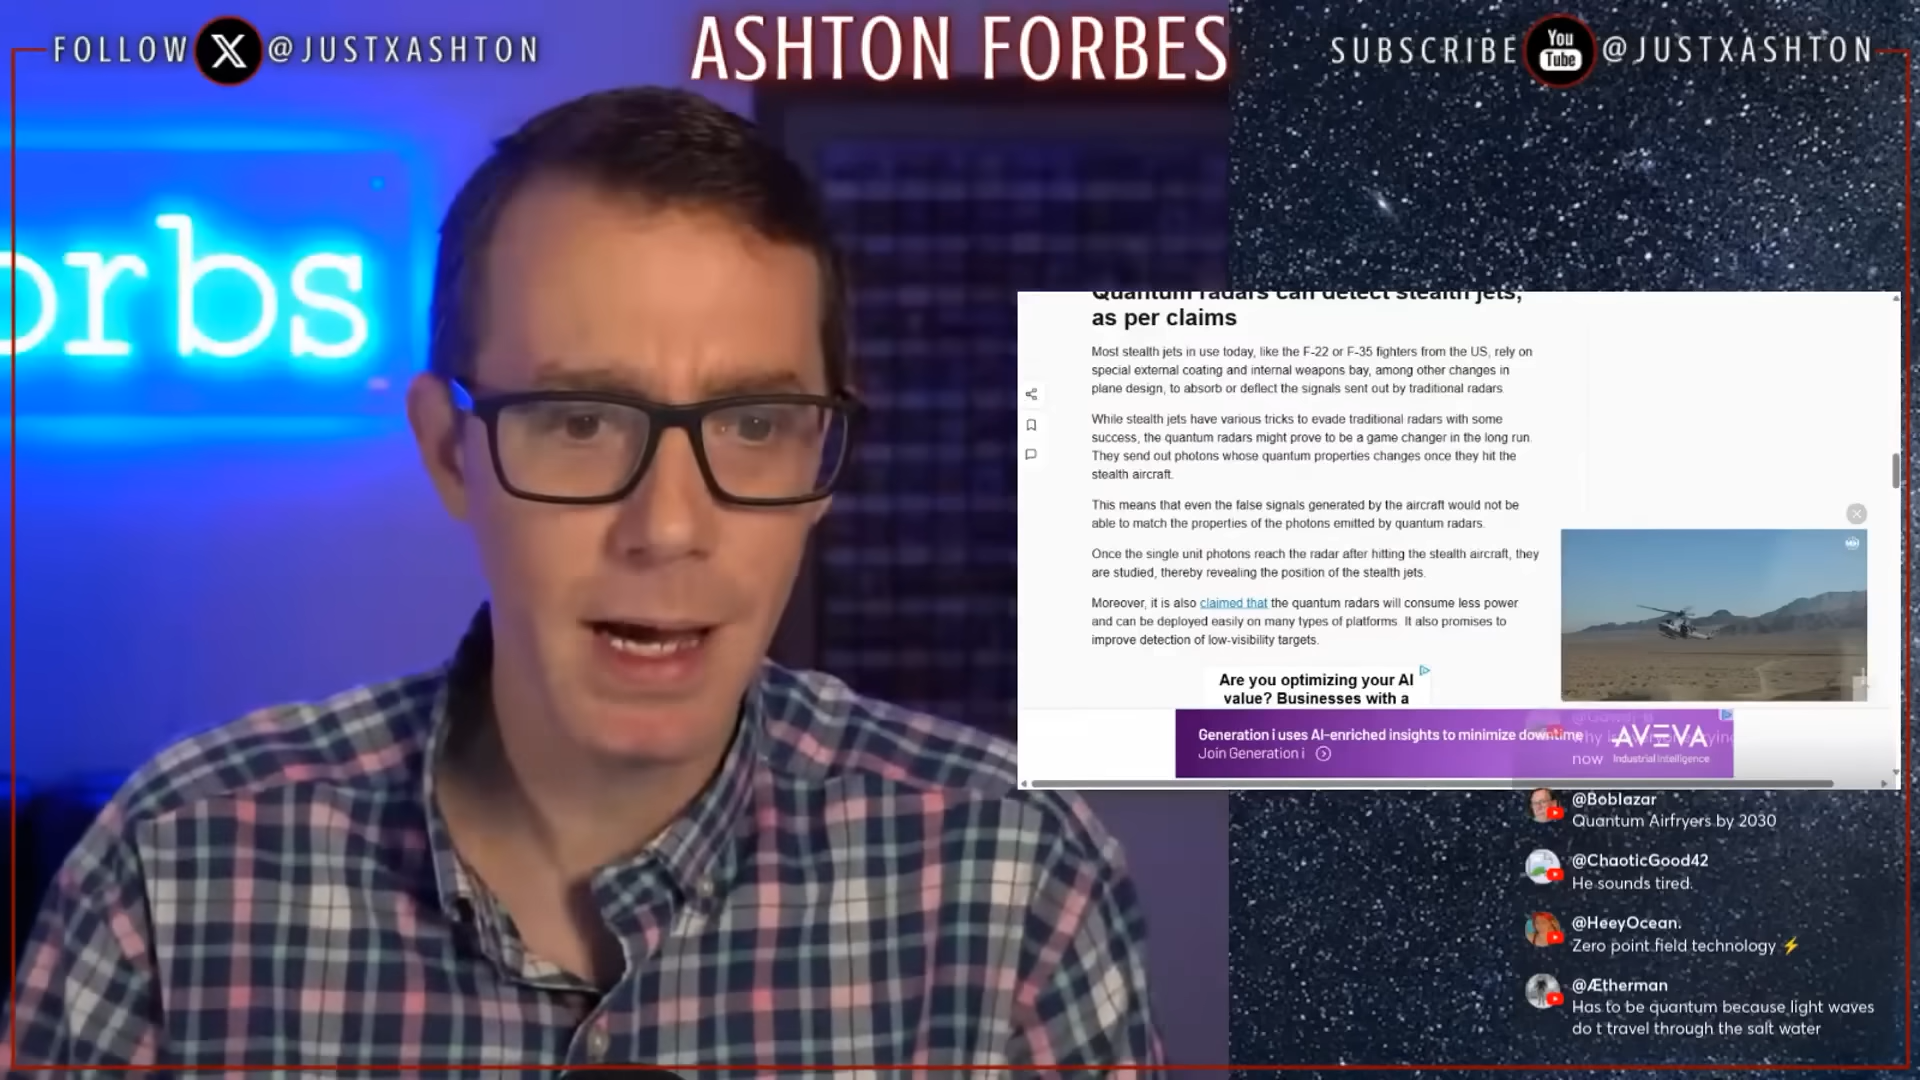 FOLLOW X @JUSTXASHTON
ASHTON FORBES
SUBSCRIBE You Tube @JUSTXASHTON
orbs
Quantum radars can detect stealth jets,
as per claims
Most stealth jets in use today, like the F-22 or F-35 fighters from the US, rely on
special external coating and internal weapons bay, among other changes in
plane design, to absorb or deflect the signals sent out by traditional radars
While stealth jets have various tricks to evade traditional radars with some
success, the quantum radars might prove to be a game changer in the long run.
They send out photons whose quantum properties changes once they hit the
stealth aircraft.
This means that even the false signals generated by the aircraft would not be
able to match the properties of the photons emitted by quantum radars.
Once the single unit photons reach the radar after hitting the stealth aircraft, they
are studied, thereby revealing the position of the stealth jets.
Moreover, it is also claimed that the quantum radars will consume less power
and can be deployed easily on many types of platforms. It also promises to
improve detection of low-visibility targets.
Are you optimizing your AI
value? Businesses with a
Generation i uses AI-enriched insights to minimize downtime
Join Generation i
AVEVA
Industrial Intelligence
now
@Boblazar
Quantum Airfryers by 2030
@ChaoticGood42
He sounds tired.
@HeeyOcean.
Zero point field technology ⚡
@Ætherman
Has to be quantum because light waves
do t travel through the salt water